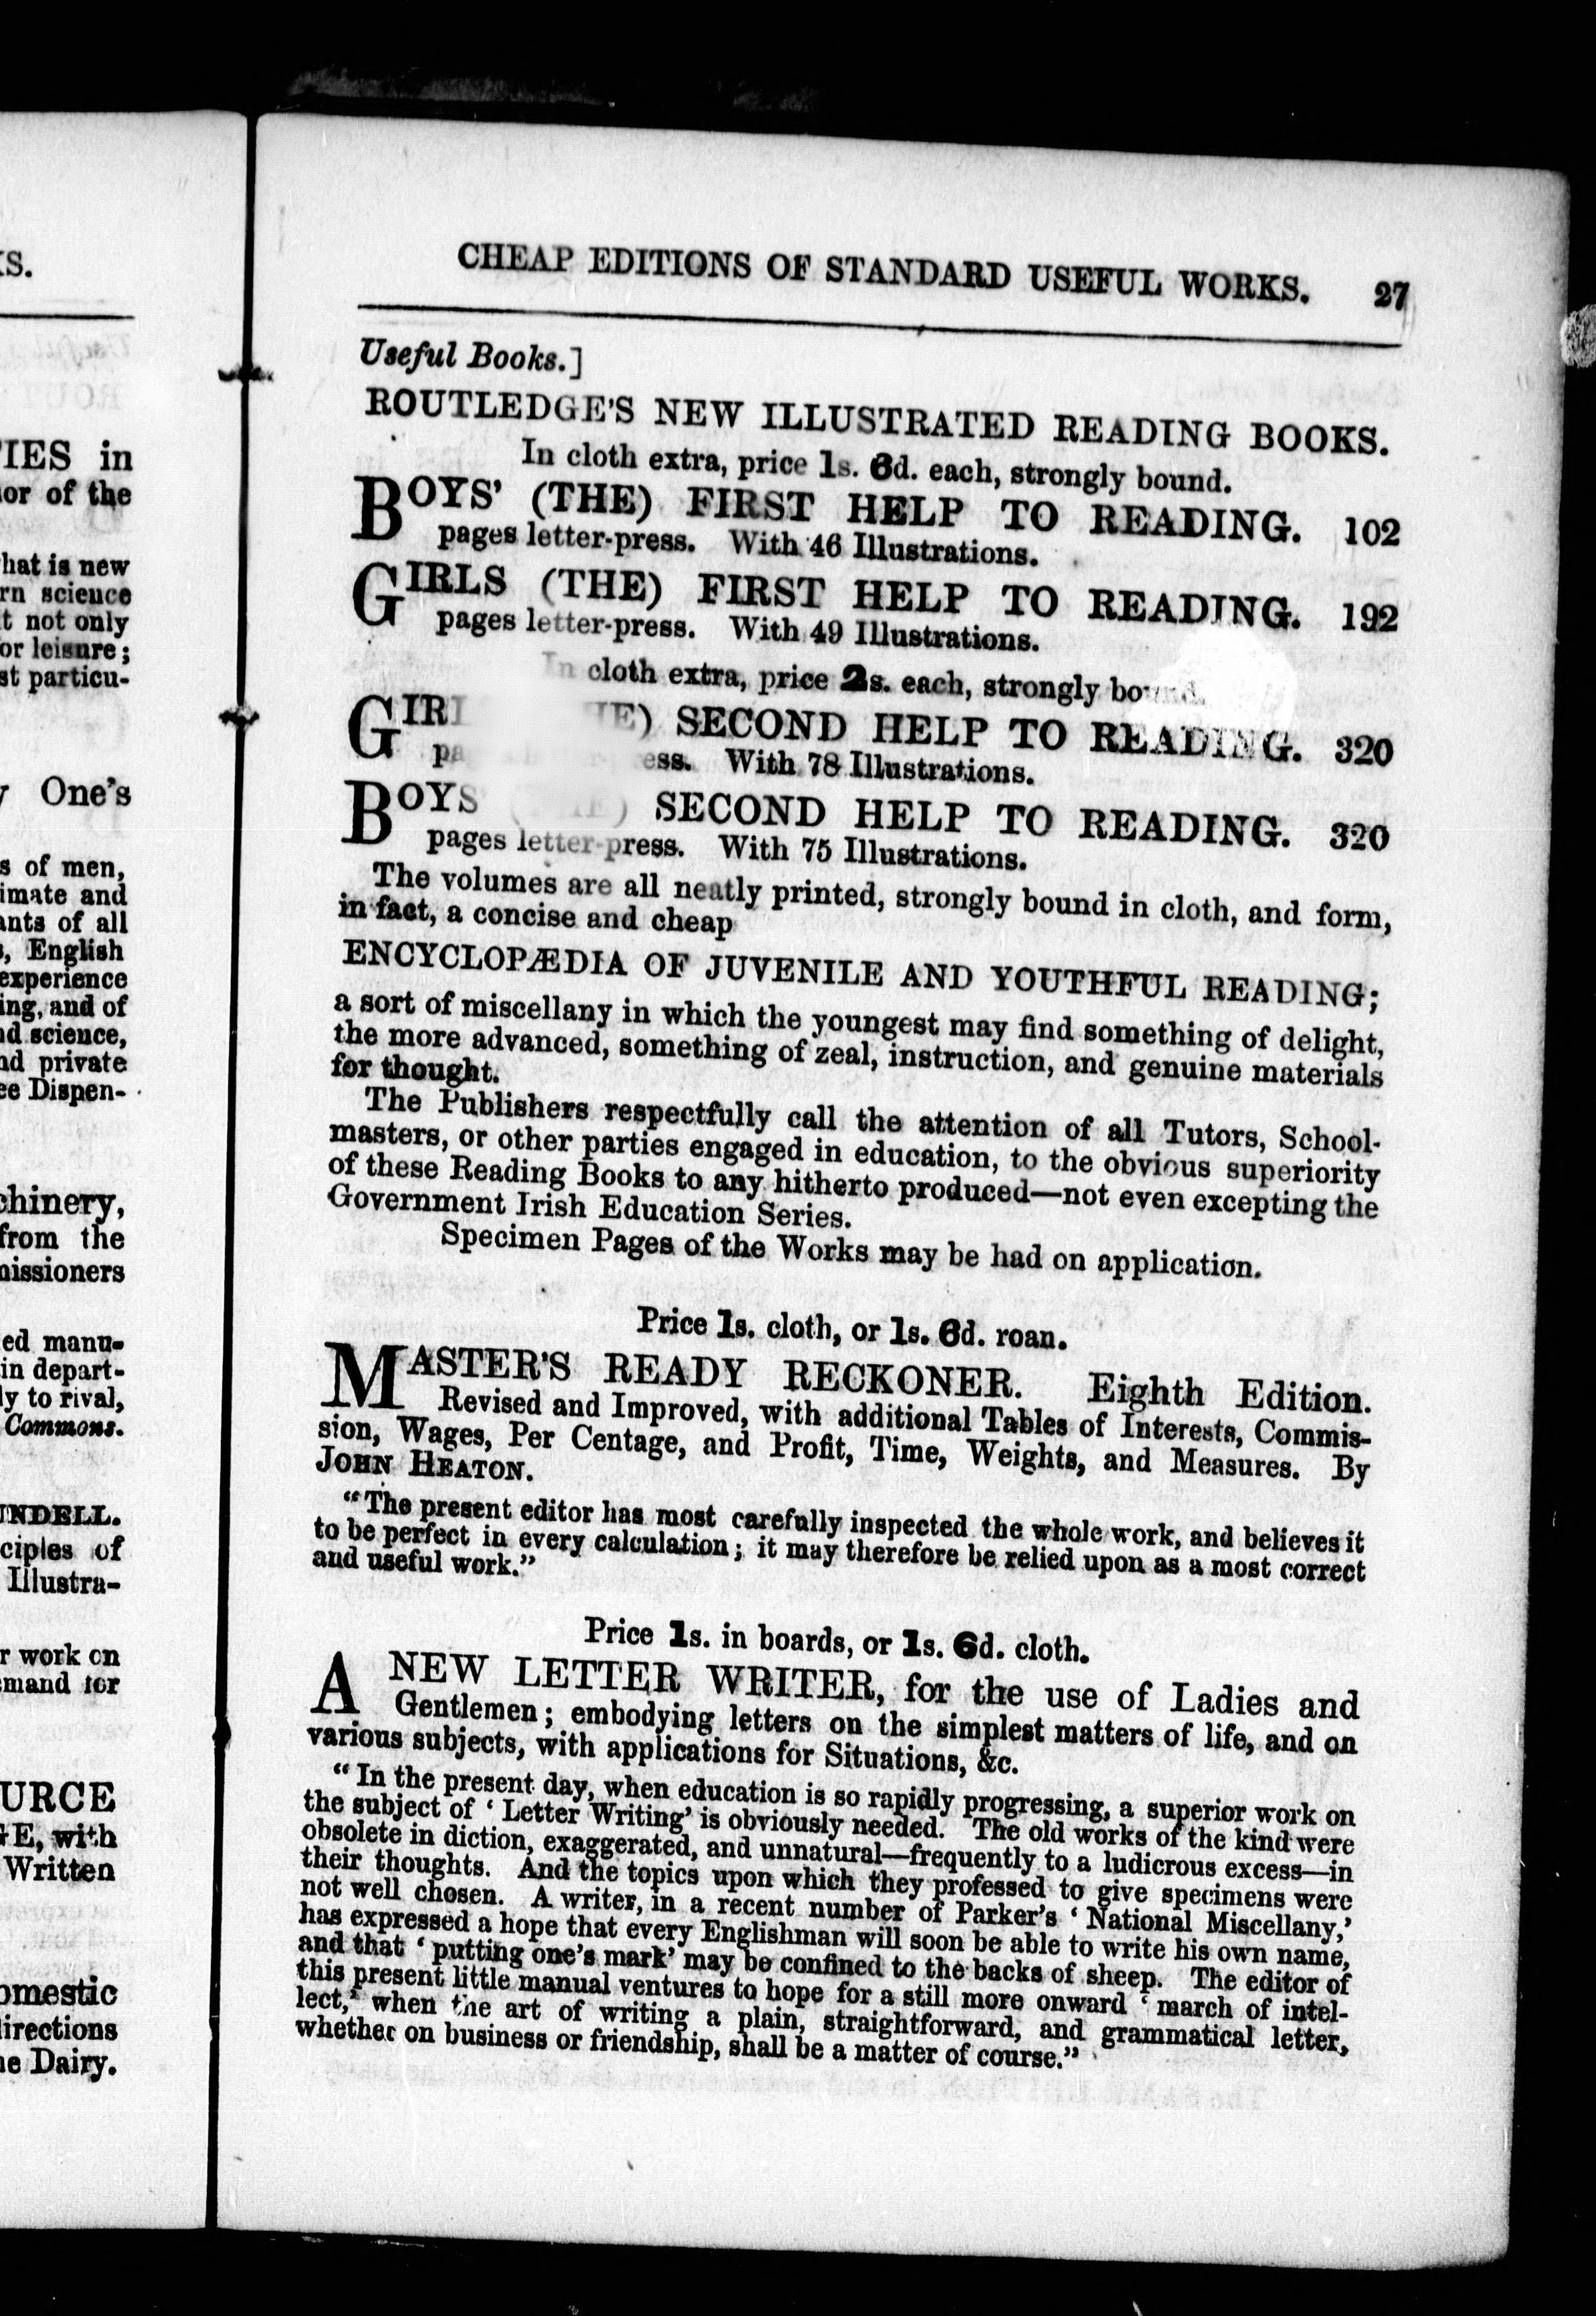 CHEAP EDITIONS OF STANDARD USEFUL WORKS. 27
Useful Books.]
ROUTLEDGE'S NEW ILLUSTRATED READING BOOKS.
In cloth extra, price 1s. 6d. each, strongly bound.
BOYS' (THE) FIRST HELP TO READING. 102
pages letter-press. With 46 Illustrations.
GIRLS (THE) FIRST HELP TO READING. 192
pages letter-press. With 49 Illustrations.
In cloth extra, price 2s. each, strongly bound.
SECOND HELP TO READING. 320
With 78 Illustrations.
BOYS SECOND HELP TO READING. 320
pages letter-press. With 75 Illustrations.
The volumes are all neatly printed, strongly bound in cloth, and form,
in fact, a concise and cheap
ENCYCLOPÆDIA OF JUVENILE AND YOUTHFUL READING;
a sort of miscellany in which the youngest may find something of delight,
the more advanced, something of zeal, instruction, and genuine materials
for thought.
The Publishers respectfully call the attention of all Tutors, School-
masters, or other parties engaged in education, to the obvious superiority
of these Reading Books to any hitherto produced—not even excepting the
Government Irish Education Series.
Specimen Pages of the Works may be had on application.
Price 1s. cloth, or 1s. 6d. roan.
MASTER'S READY RECKONER. Eighth Edition.
Revised and Improved, with additional Tables of Interests, Commis-
sion, Wages, Per Centage, and Profit, Time, Weights, and Measures. By
JOHN HEATON.
"The present editor has most carefully inspected the whole work, and believes it
to be perfect in every calculation; it may therefore be relied upon as a most correct
and useful work."
Price 1s. in boards, or 1s. 6d. cloth.
A NEW LETTER WRITER, for the use of Ladies and
Gentlemen; embodying letters on the simplest matters of life, and on
various subjects, with applications for Situations, &c.
"In the present day, when education is so rapidly progressing, a superior work on
the subject of 'Letter Writing' is obviously needed. The old works of the kind were
obsolete in diction, exaggerated, and unnatural—frequently to a ludicrous excess—in
their thoughts. And the topics upon which they professed to give specimens were
not well chosen. A writer, in a recent number of Parker's 'National Miscellany,'
has expressed a hope that every Englishman will soon be able to write his own name,
and that 'putting one's mark' may be confined to the backs of sheep. The editor of
this present little manual ventures to hope for a still more onward 'march of intel-
lect,' when the art of writing a plain, straightforward, and grammatical letter,
whether on business or friendship, shall be a matter of course."